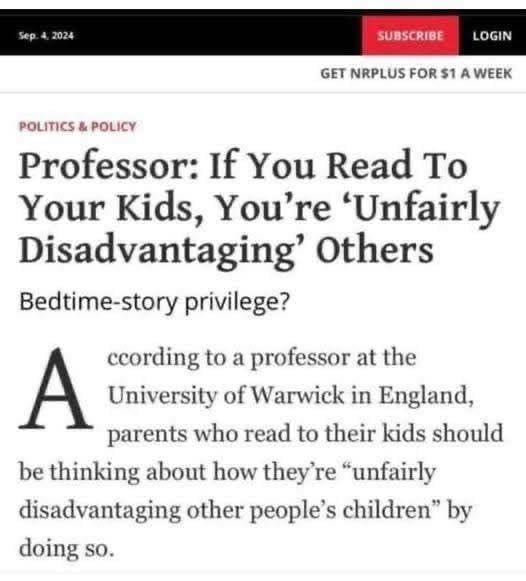 Sep. 4, 2024
SUBSCRIBE
LOGIN
GET NRPLUS FOR $1 A WEEK
POLITICS & POLICY
Professor: If You Read To
Your Kids, You’re ‘Unfairly
Disadvantaging’ Others
Bedtime-story privilege?
According to a professor at the
University of Warwick in England,
parents who read to their kids should
be thinking about how they’re “unfairly
disadvantaging other people’s children” by
doing so.